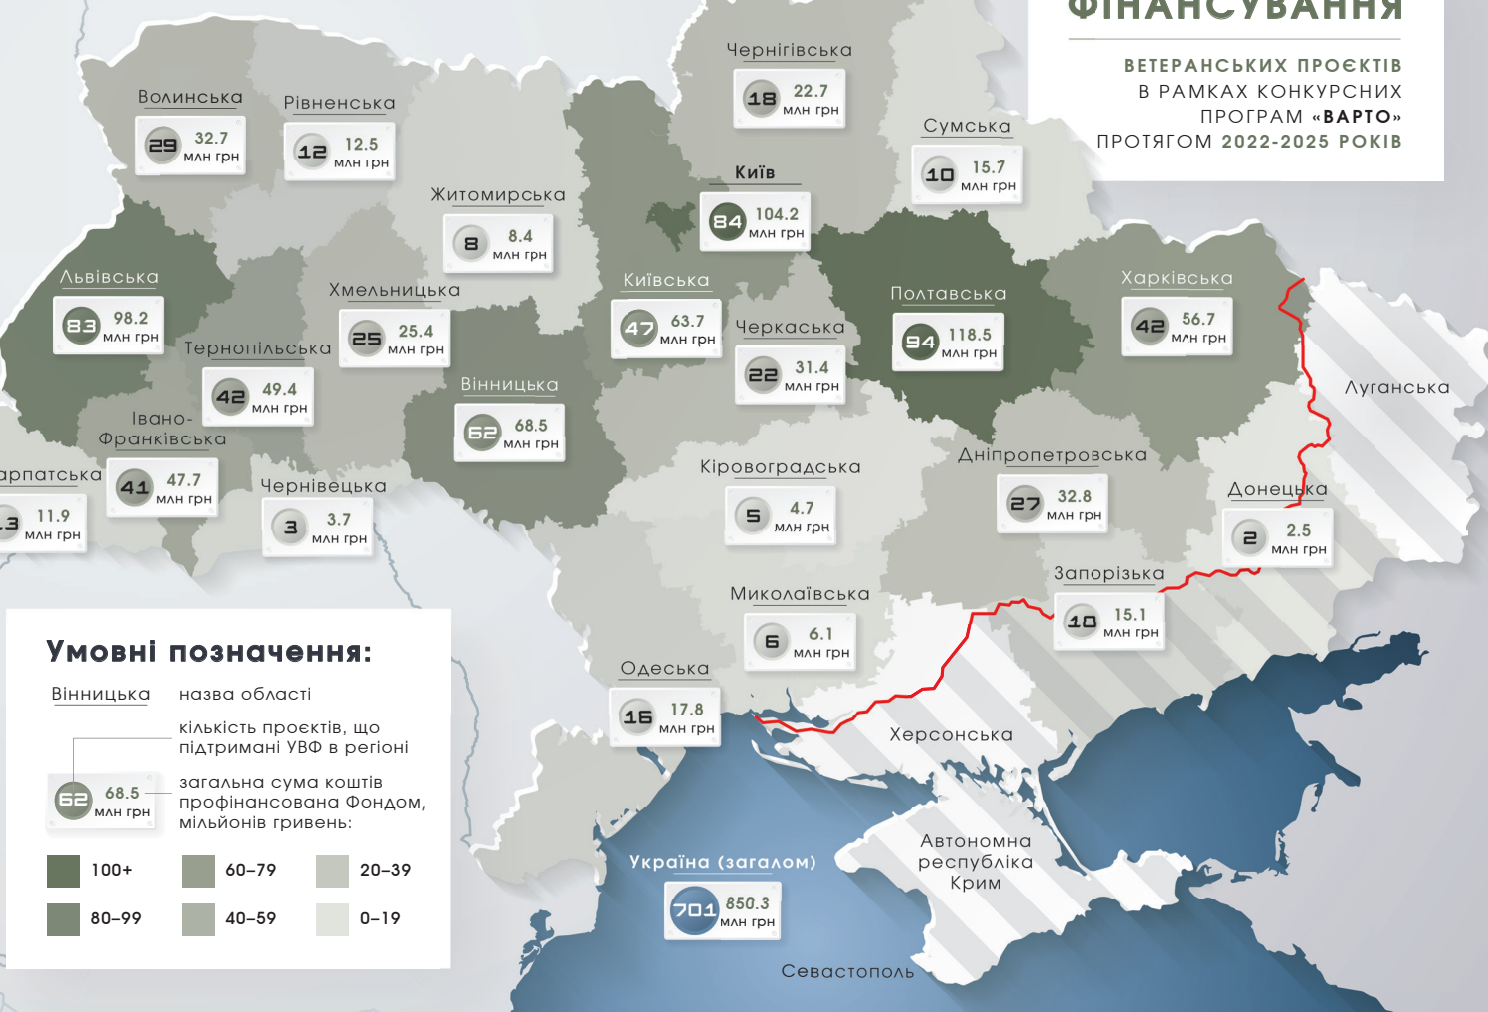 ФІНАНСУВАННЯ
ВЕТЕРАНСЬКИХ ПРОЄКТІВ
В РАМКАХ КОНКУРСНИХ
ПРОГРАМ «ВАРТО»
ПРОТЯГОМ 2022-2025 РОКІВ
Чернігівська
18 22.7
млн грн
Волинська
29 32.7
млн грн
Рівненська
12 12.5
млн грн
Сумська
10 15.7
млн грн
Київ
84 104.2
млн грн
Житомирська
8 8.4
млн грн
Львівська
83 98.2
млн грн
Хмельницька
25 25.4
млн грн
Київська
47 63.7
млн грн
Полтавська
94 118.5
млн грн
Харківська
42 56.7
млн грн
Черкаська
22 31.4
млн грн
Тернопільська
42 49.4
млн грн
Вінницька
62 68.5
млн грн
Луганська
Івано-
Франківська
41 47.7
млн грн
арпатська
13 11.9
млн грн
Чернівецька
3 3.7
млн грн
Кіровоградська
5 4.7
млн грн
Дніпропетровська
27 32.8
млн грн
Донецька
2 2.5
млн грн
Запорізька
10 15.1
млн грн
Миколаївська
6 6.1
млн грн
Одеська
16 17.8
млн грн
Херсонська
Автономна
республіка
Крим
Севастополь
Україна (загалом)
701 850.3
млн грн
Умовні позначення:
Вінницька назва області
кількість проєктів, що
підтримані УВФ в регіоні
62 68.5
млн грн
загальна сума коштів
профінансована Фондом,
мільйонів гривень:
100+ 60–79 20–39
80–99 40–59 0–19